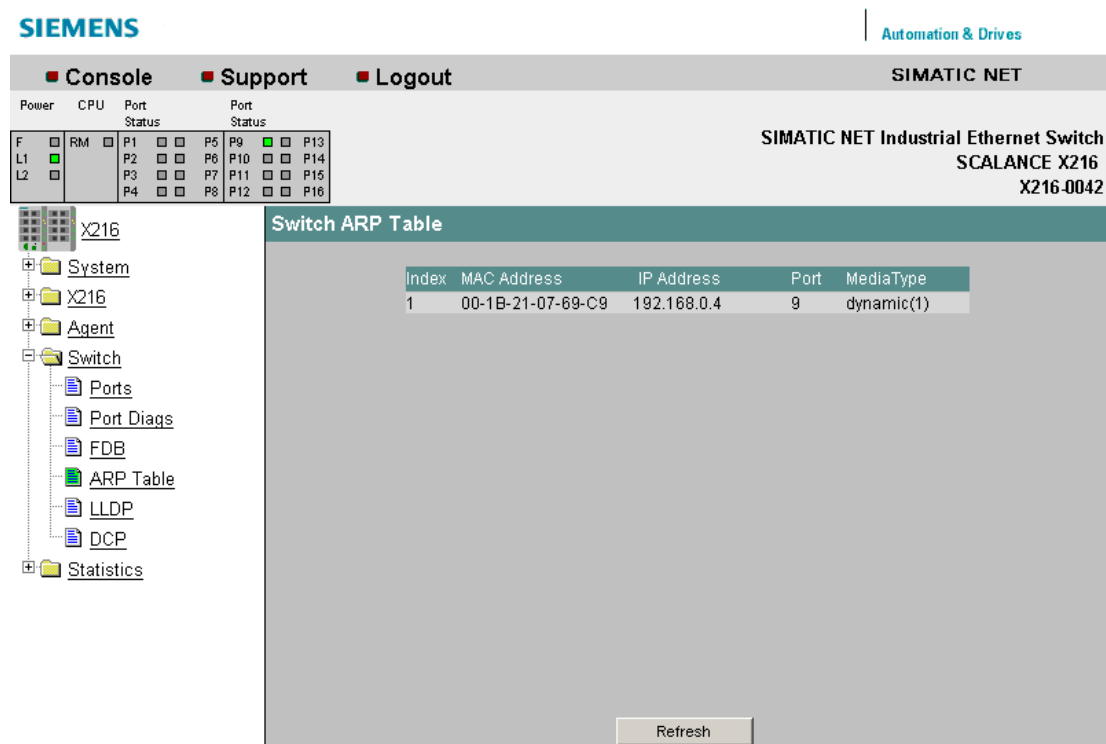 SIEMENS
Automation & Drives
Console Support Logout SIMATIC NET
Power CPU Port Status Port Status
F RM P1 P5 P9 P13
L1 P2 P6 P10 P14
L2 P3 P7 P11 P15
P4 P8 P12 P16
SIMATIC NET Industrial Ethernet Switch
SCALANCE X216
X216-0042
X216
System
X216
Agent
Switch
Ports
Port Diags
FDB
ARP Table
LLDP
DCP
Statistics
Switch ARP Table
Index MAC Address IP Address Port MediaType
1 00-1B-21-07-69-C9 192.168.0.4 9 dynamic(1)
Refresh